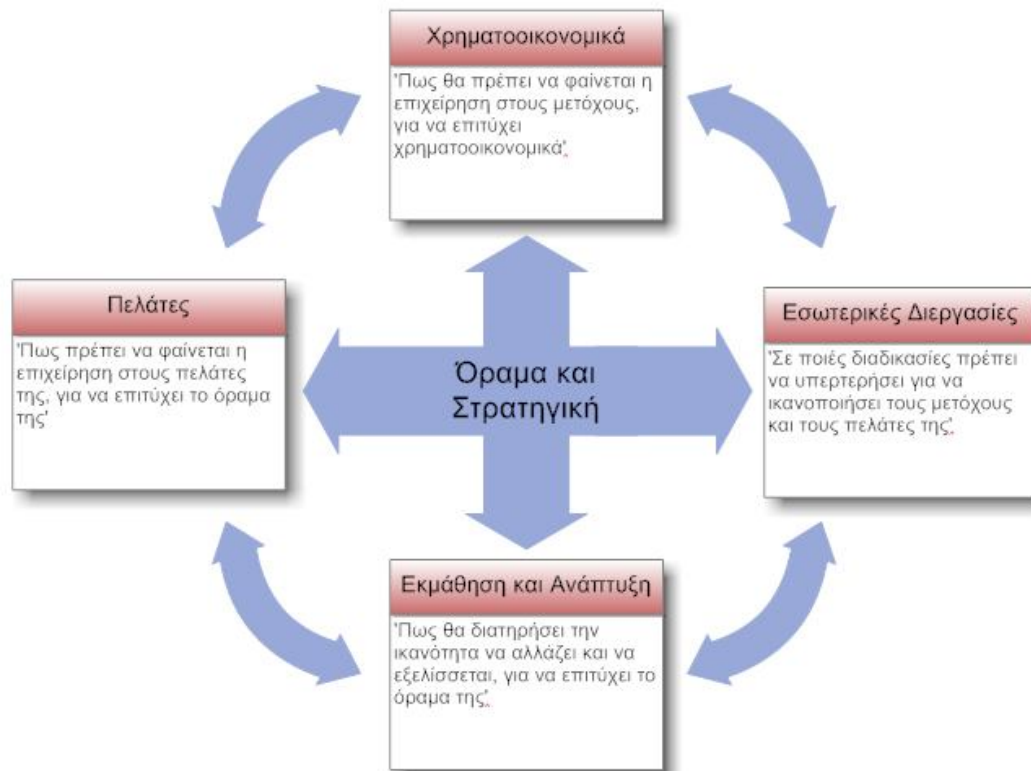 Χρηματοοικονομικά
'Πως θα πρέπει να φαίνεται η
επιχείρηση στους μετόχους,
για να επιτύχει
χρηματοοικονομικά'
Πελάτες
'Πως πρέπει να φαίνεται η
επιχείρηση στους πελάτες
της, για να επιτύχει το όραμα
της'
Όραμα και
Στρατηγική
Εσωτερικές Διεργασίες
'Σε ποιές διαδικασίες πρέπει
να υπερτερήσει για να
ικανοποιήσει τους μετόχους
και τους πελάτες της'
Εκμάθηση και Ανάπτυξη
'Πως θα διατηρήσει την
ικανότητα να αλλάζει και να
εξελίσσεται, για να επιτύχει το
όραμα της'